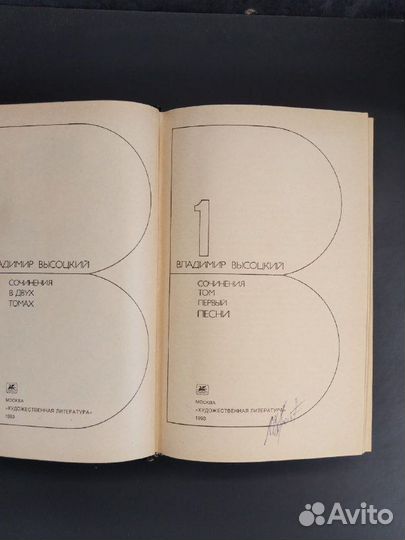 ВЛАДИМИР ВЫСОЦКИЙ
СОЧИНЕНИЯ
В ДВУХ
ТОМАХ
МОСКВА
«ХУДОЖЕСТВЕННАЯ ЛИТЕРАТУРА»
1990
1
ВЛАДИМИР ВЫСОЦКИЙ
СОЧИНЕНИЯ
ТОМ
ПЕРВЫЙ
ПЕСНИ
МОСКВА
«ХУДОЖЕСТВЕННАЯ ЛИТЕРАТУРА»
1990
Avito